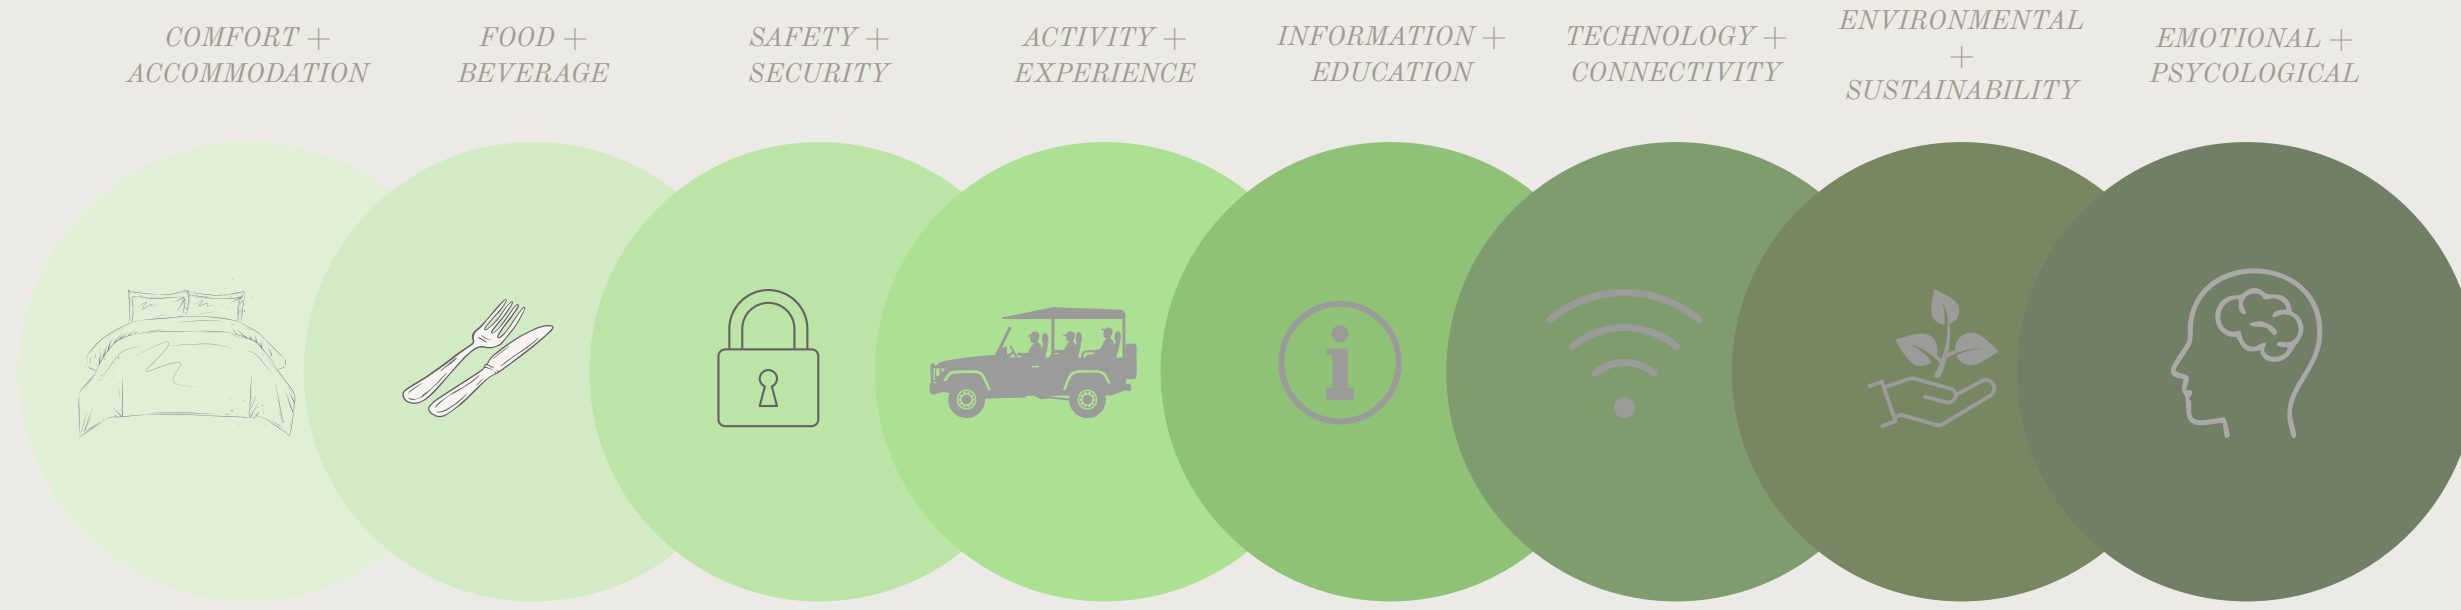 COMFORT +
ACCOMMODATION
FOOD +
BEVERAGE
SAFETY +
SECURITY
ACTIVITY +
EXPERIENCE
INFORMATION +
EDUCATION
TECHNOLOGY +
CONNECTIVITY
ENVIRONMENTAL
+
SUSTAINABILITY
EMOTIONAL +
PSYCOLOGICAL
i